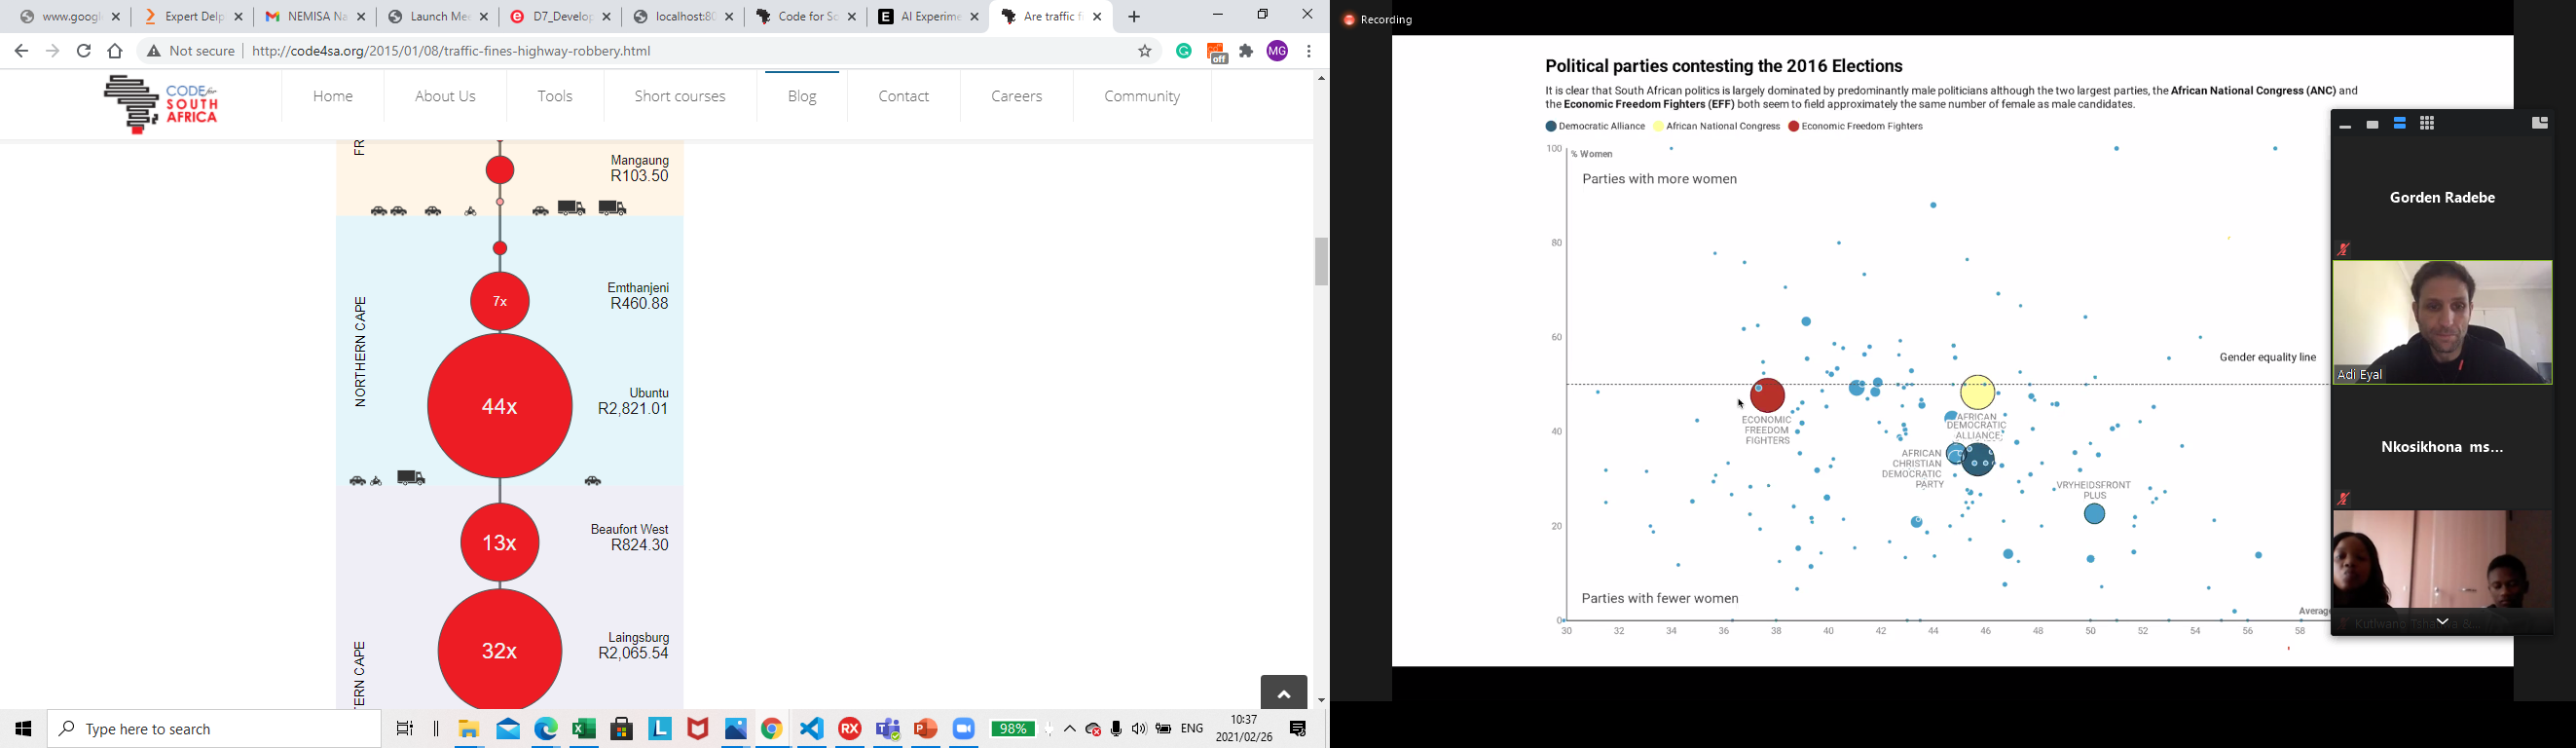 www.googl
Expert Delp
NEMISA Na
Launch Mee
D7_Develop
localhost:80
Code for So
AI Experime
Are traffic fi
Not secure
http://code4sa.org/2015/01/08/traffic-fines-highway-robbery.html
off
MG
CODE for
SOUTH
AFRICA
Home
About Us
Tools
Short courses
Blog
Contact
Careers
Community
FR
Mangaung
R103.50
NORTHERN CAPE
7x
Emthanjeni
R460.88
44x
Ubuntu
R2,821.01
13x
Beaufort West
R824.30
32x
Laingsburg
R2,065.54
ERN CAPE
Type here to search
98%
ENG
10:37
2021/02/26
Recording
Political parties contesting the 2016 Elections
It is clear that South African politics is largely dominated by predominantly male politicians although the two largest parties, the African National Congress (ANC) and
the Economic Freedom Fighters (EFF) both seem to field approximately the same number of female as male candidates.
Democratic Alliance
African National Congress
Economic Freedom Fighters
100
% Women
Parties with more women
80
60
Gender equality line
ECONOMIC
FREEDOM
FIGHTERS
40
AFRICAN
DEMOCRATIC
ALLIANCE
AFRICAN
CHRISTIAN
DEMOCRATIC
PARTY
VRYHEIDSFRONT
PLUS
20
Parties with fewer women
Average
0
30 32 34 36 38 40 42 44 46 48 50 52 54 56 58
Gorden Radebe
Adi Eyal
Nkosikhona ms...
Kutlwano